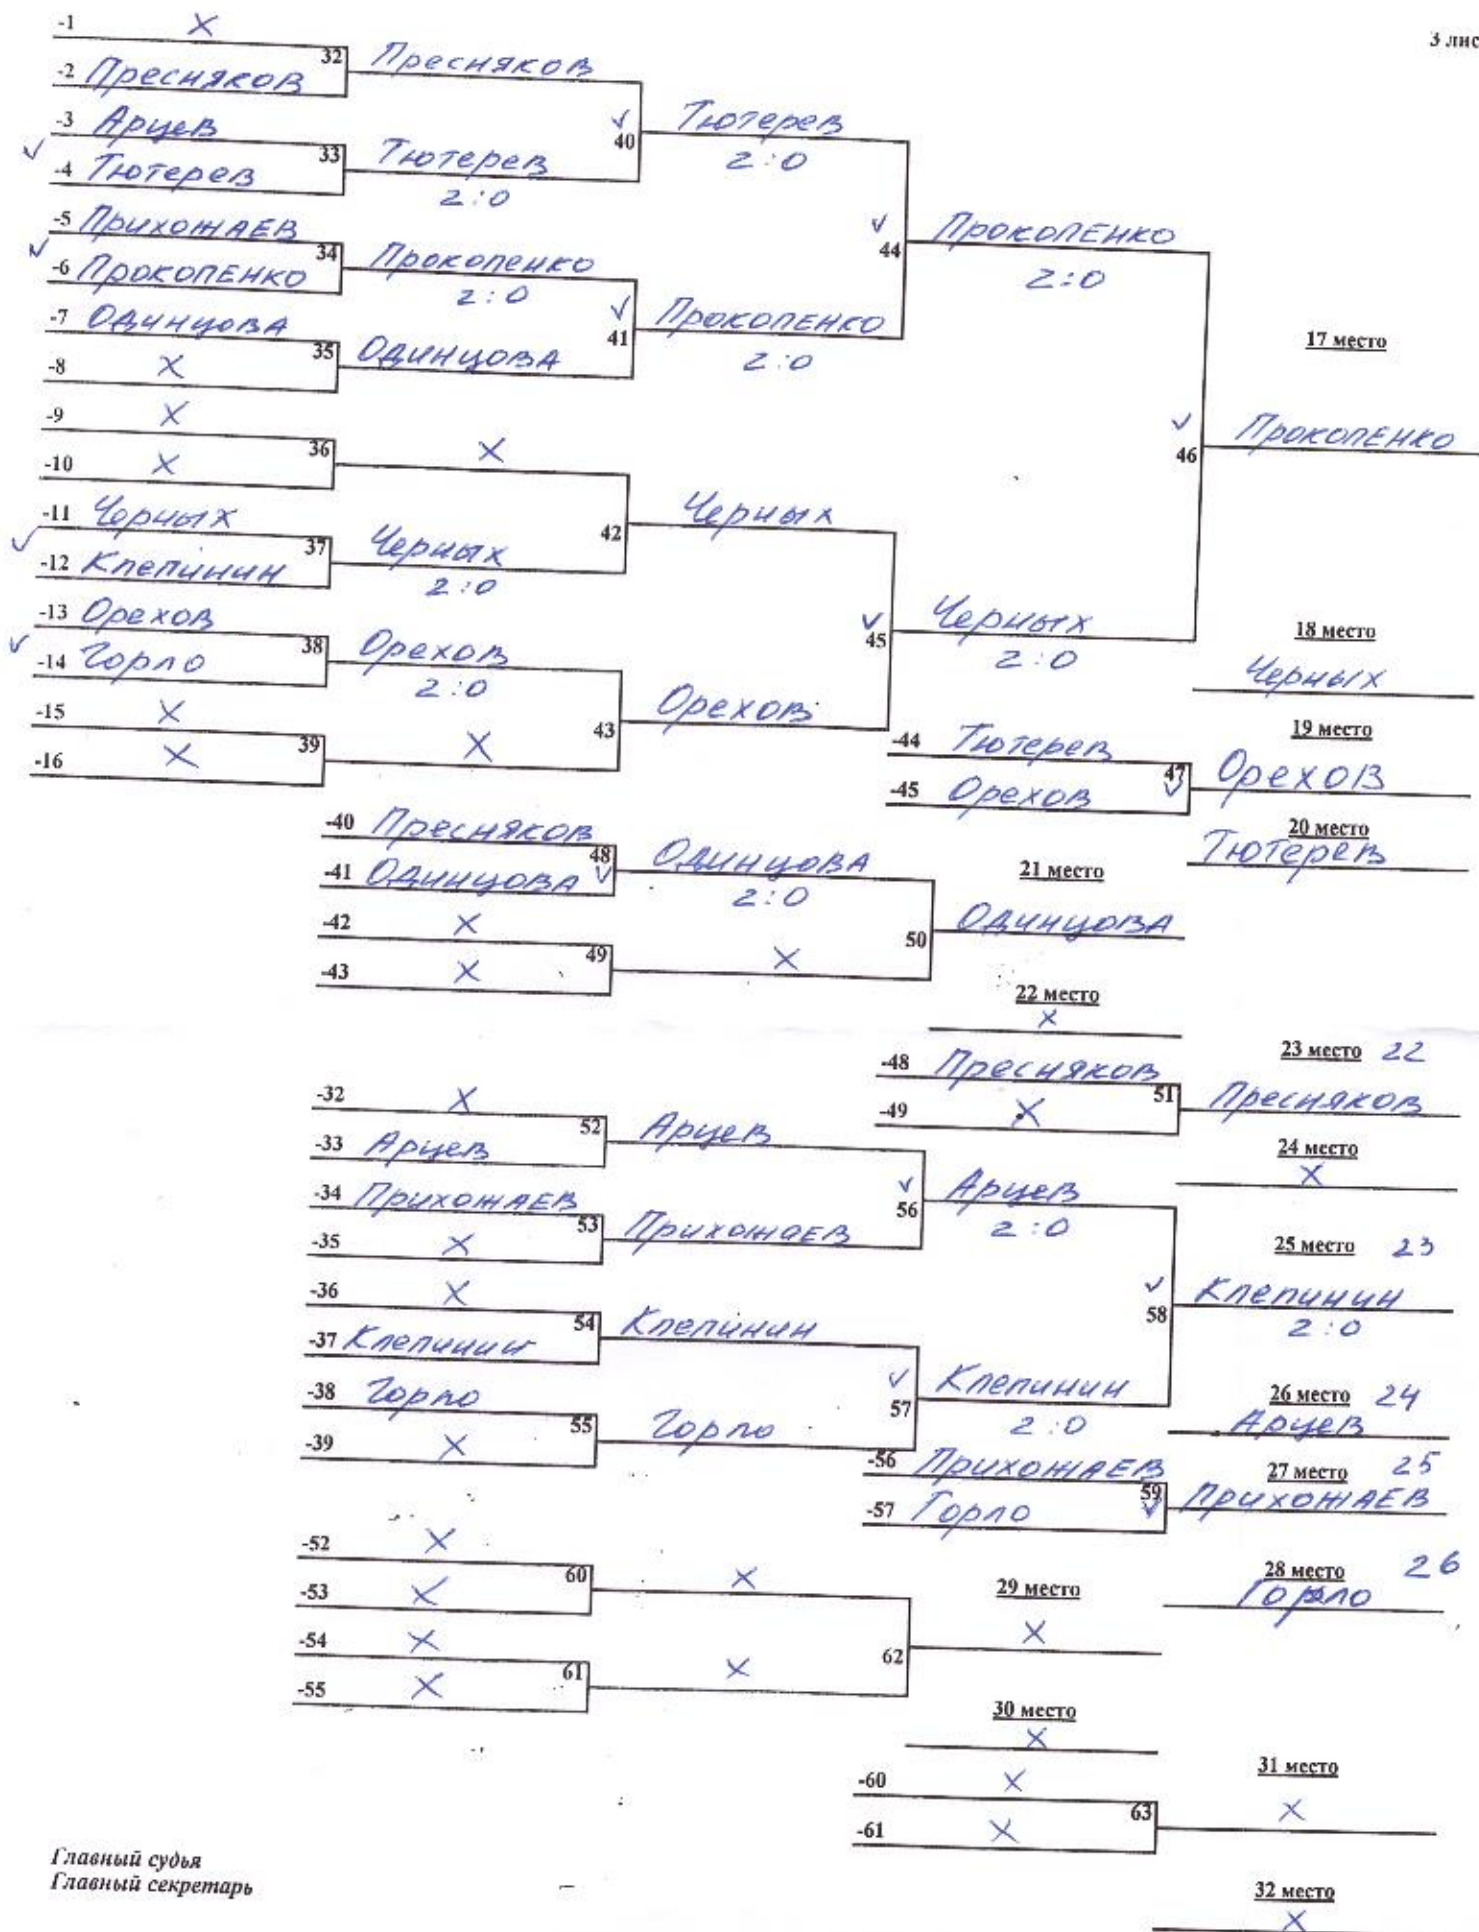 3 лис
-1 X
32 Пресняков
-2 Пресняков
-3 Арцев
40 Тютерев
2:0
33 Тютерев
2:0
-4 Тютерев
-5 Прихожаев
34 Прокопенко
2:0
44 Прокопенко
2:0
-6 Прокопенко
-7 Одинцова
41 Прокопенко
2:0
35 Одинцова
-8 X
17 место
46 Прокопенко
-9 X
36 X
-10 X
-11 Черных
42 Черных
37 Черных
2:0
-12 Клепинин
-13 Орехов
38 Орехов
2:0
45 Черных
2:0
-14 Горло
18 место
Черных
-15 X
43 Орехов
39 X
-16 X
-44 Тютерев
19 место
47 Орехов
-45 Орехов
20 место
Тютерев
-40 Пресняков
48 Одинцова
2:0
-41 Одинцова
21 место
50 Одинцова
-42 X
49 X
-43 X
22 место
X
-48 Пресняков
23 место 22
51 Пресняков
-49 X
24 место
X
-32 X
52 Арцев
-33 Арцев
56 Арцев
2:0
-34 Прихожаев
53 Прихожаев
-35 X
25 место 23
58 Клепинин
2:0
-36 X
54 Клепинин
-37 Клепинин
57 Клепинин
2:0
-38 Горло
55 Горло
-39 X
26 место 24
Арцев
-56 Прихожаев
27 место 25
59 Прихожаев
-57 Горло
28 место 26
Горло
-52 X
60 X
-53 X
29 место
62 X
-54 X
61 X
-55 X
30 место
X
-60 X
31 место
63 X
-61 X
32 место
X
Главный судья
Главный секретарь